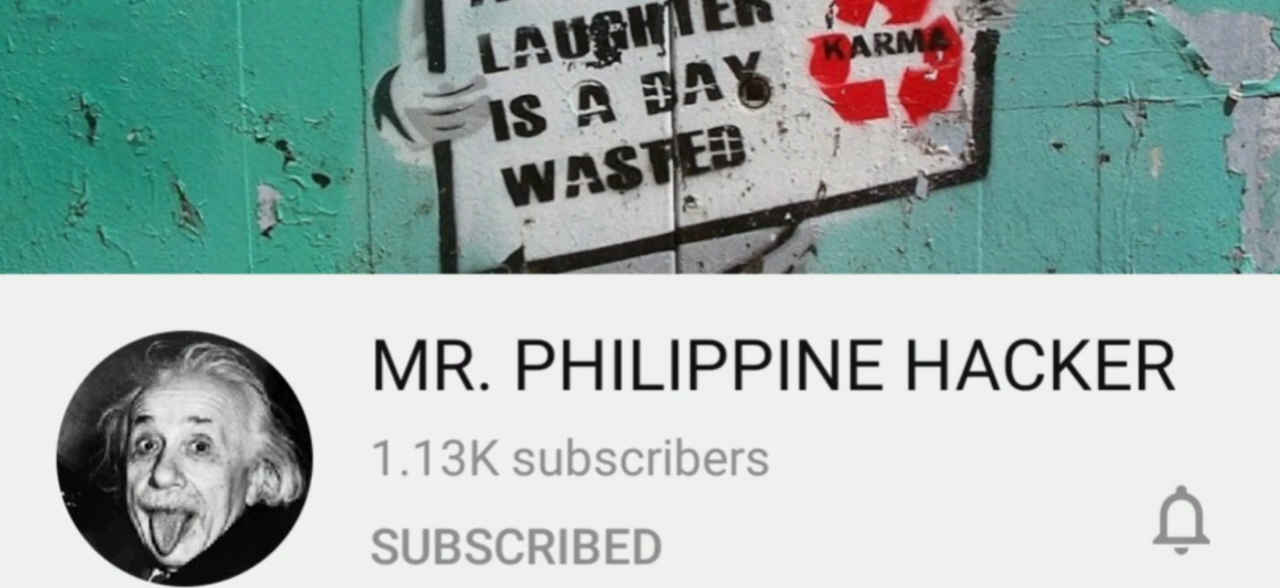 LAUGHTER
IS A DAY
WASTED
KARMA
MR. PHILIPPINE HACKER
1.13K subscribers
SUBSCRIBED